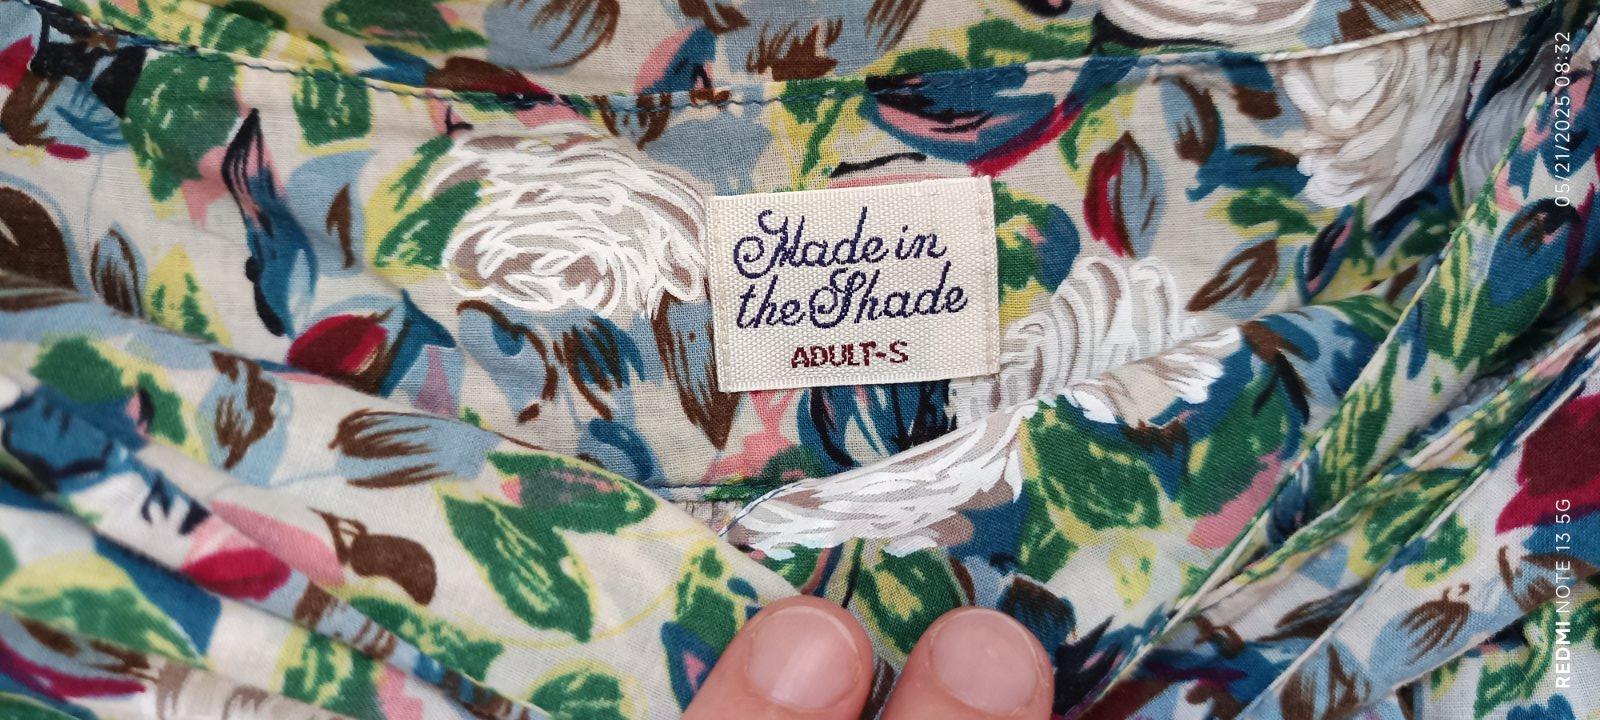 Made in
the Shade
ADULT-S
05/21/2025 08:32
REDMI NOTE 13 5G